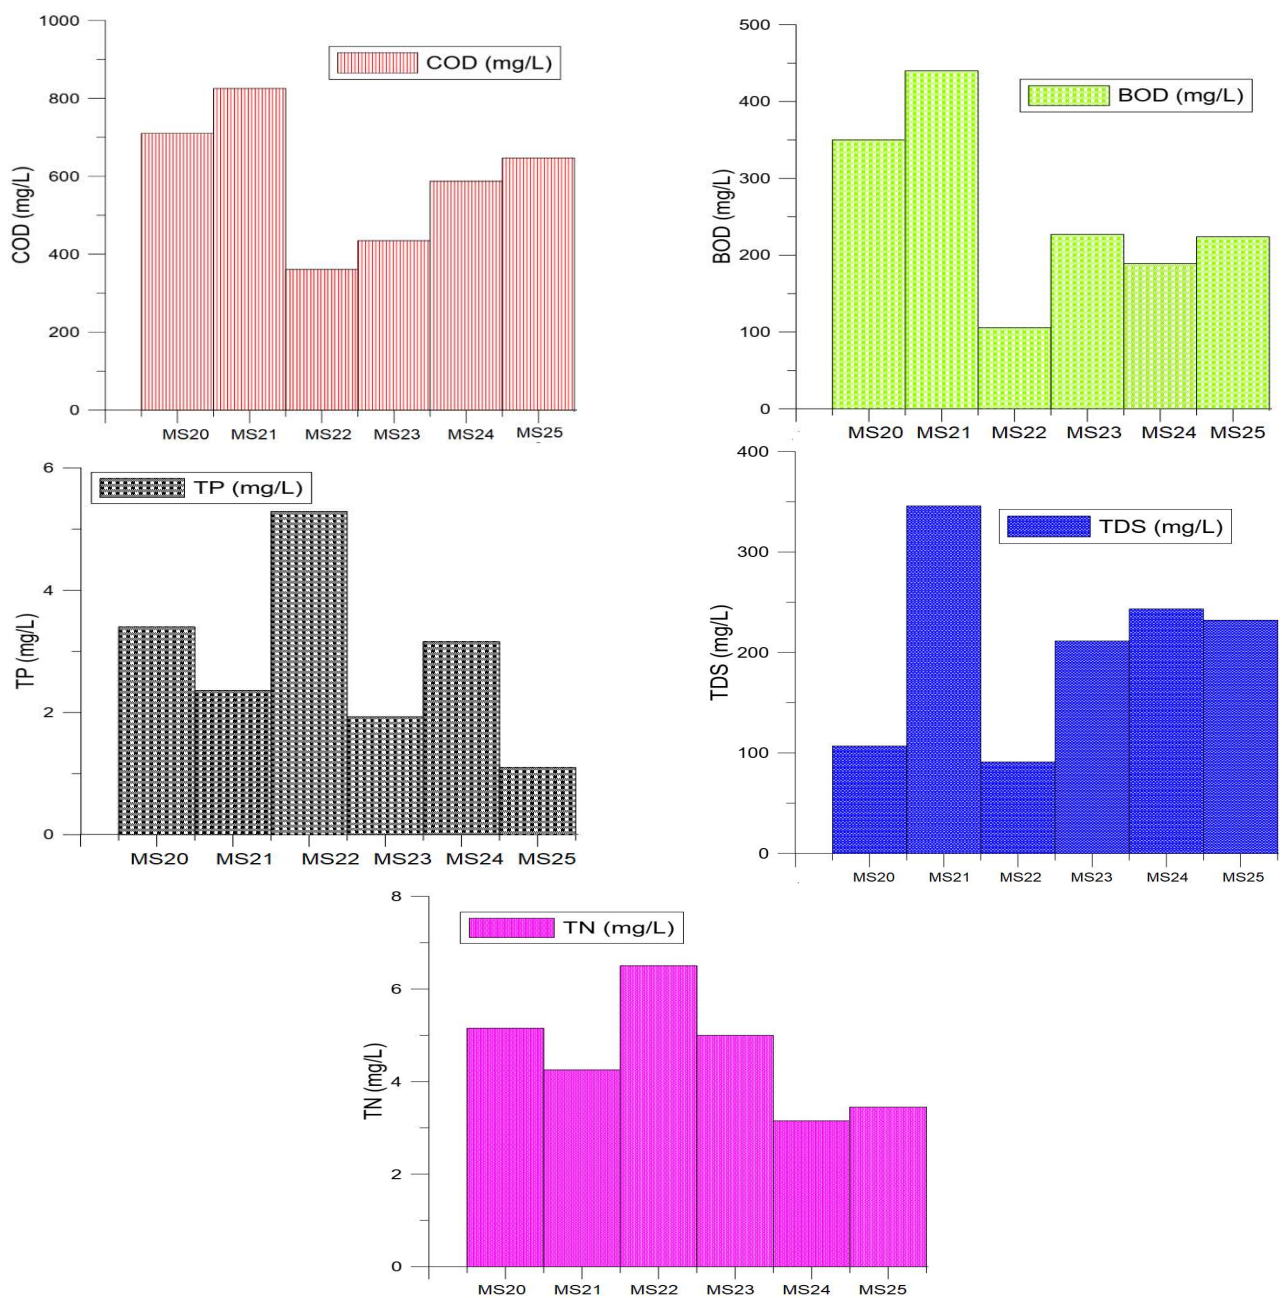 1000
800
600
400
200
0
COD (mg/L)
COD (mg/L)
MS20 MS21 MS22 MS23 MS24 MS25
500
400
300
200
100
0
BOD (mg/L)
BOD (mg/L)
MS20 MS21 MS22 MS23 MS24 MS25
6
4
2
0
TP (mg/L)
TP (mg/L)
MS20 MS21 MS22 MS23 MS24 MS25
400
300
200
100
0
TDS (mg/L)
TDS (mg/L)
MS20 MS21 MS22 MS23 MS24 MS25
8
6
4
2
0
TN (mg/L)
TN (mg/L)
MS20 MS21 MS22 MS23 MS24 MS25